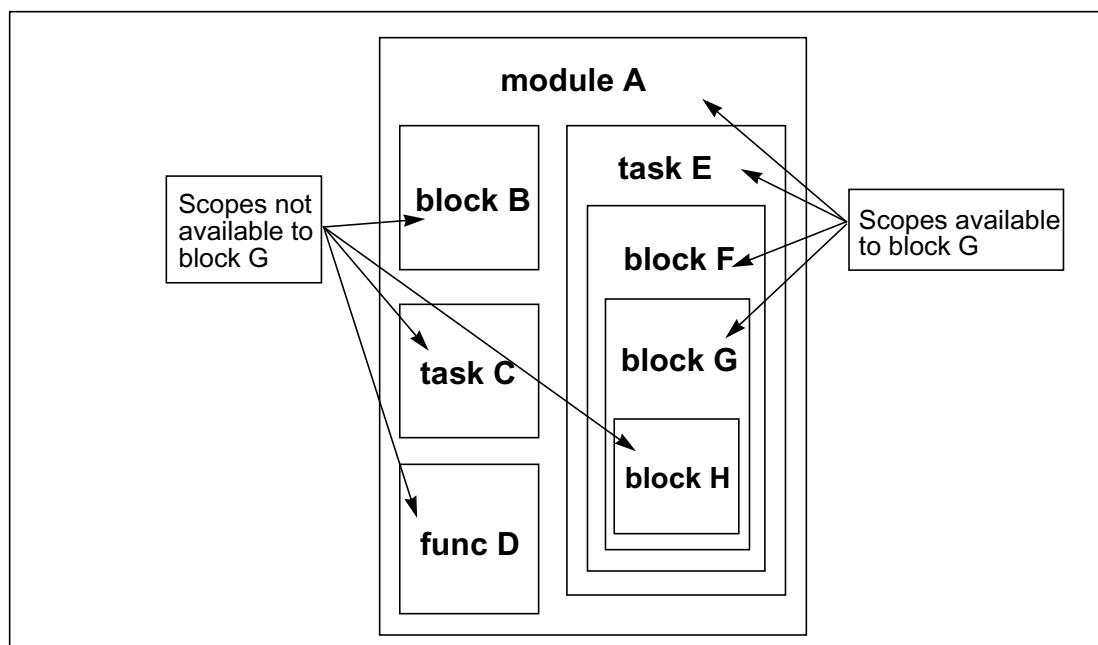 module A
block B
task E
Scopes not
available to
block G
Scopes available
to block G
block F
task C
block G
block H
func D